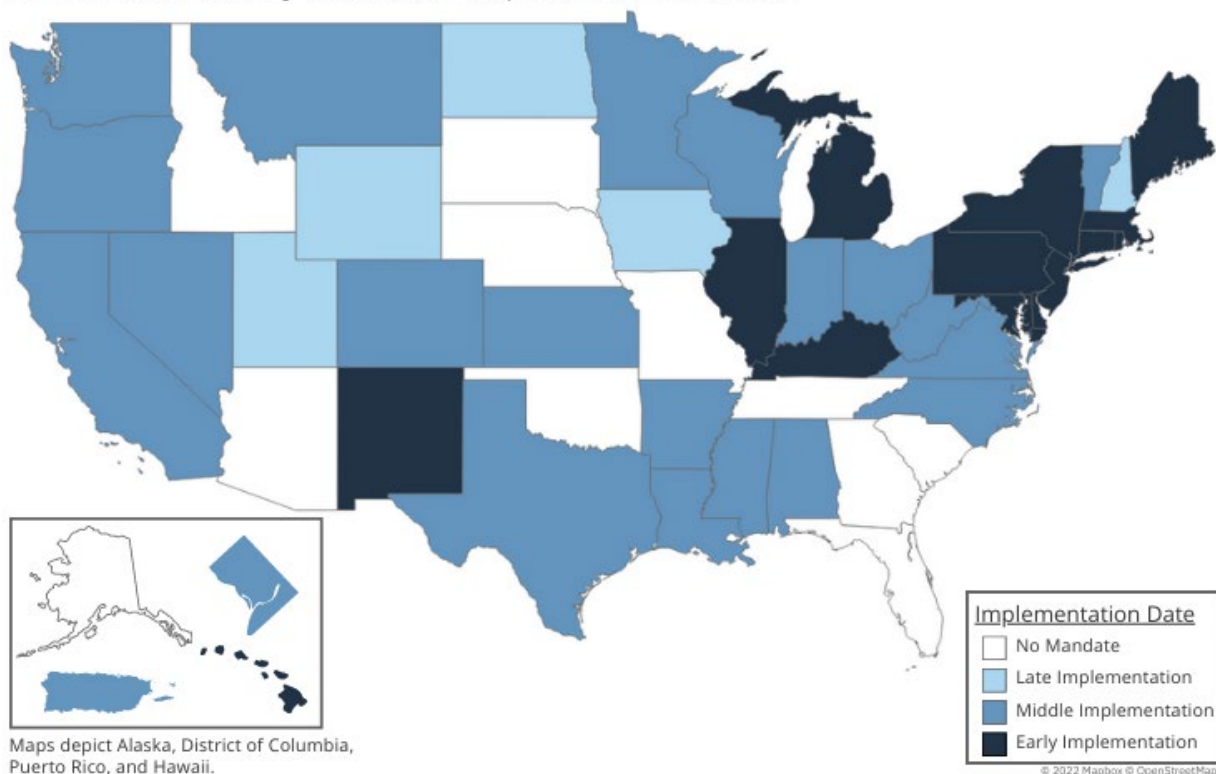 Implementation Date
No Mandate
Late Implementation
Middle Implementation
Early Implementation
Maps depict Alaska, District of Columbia,
Puerto Rico, and Hawaii.
© 2022 Mapbox © OpenStreetMap